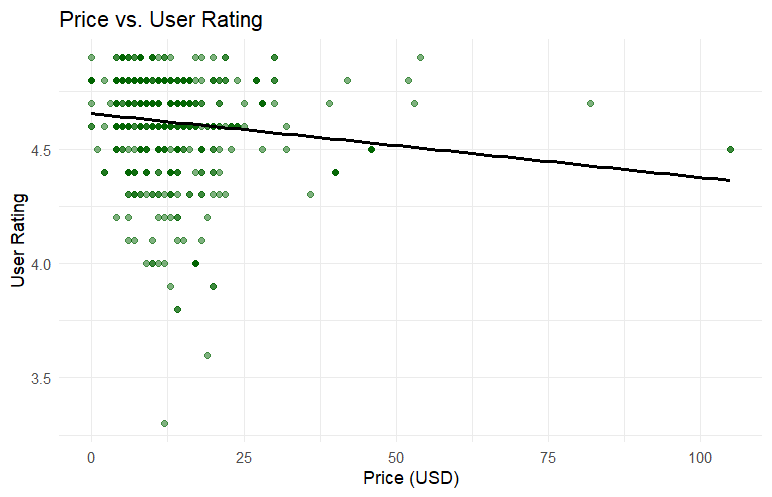 Price vs. User Rating
User Rating
4.5
4.0
3.5
0 25 50 75 100
Price (USD)